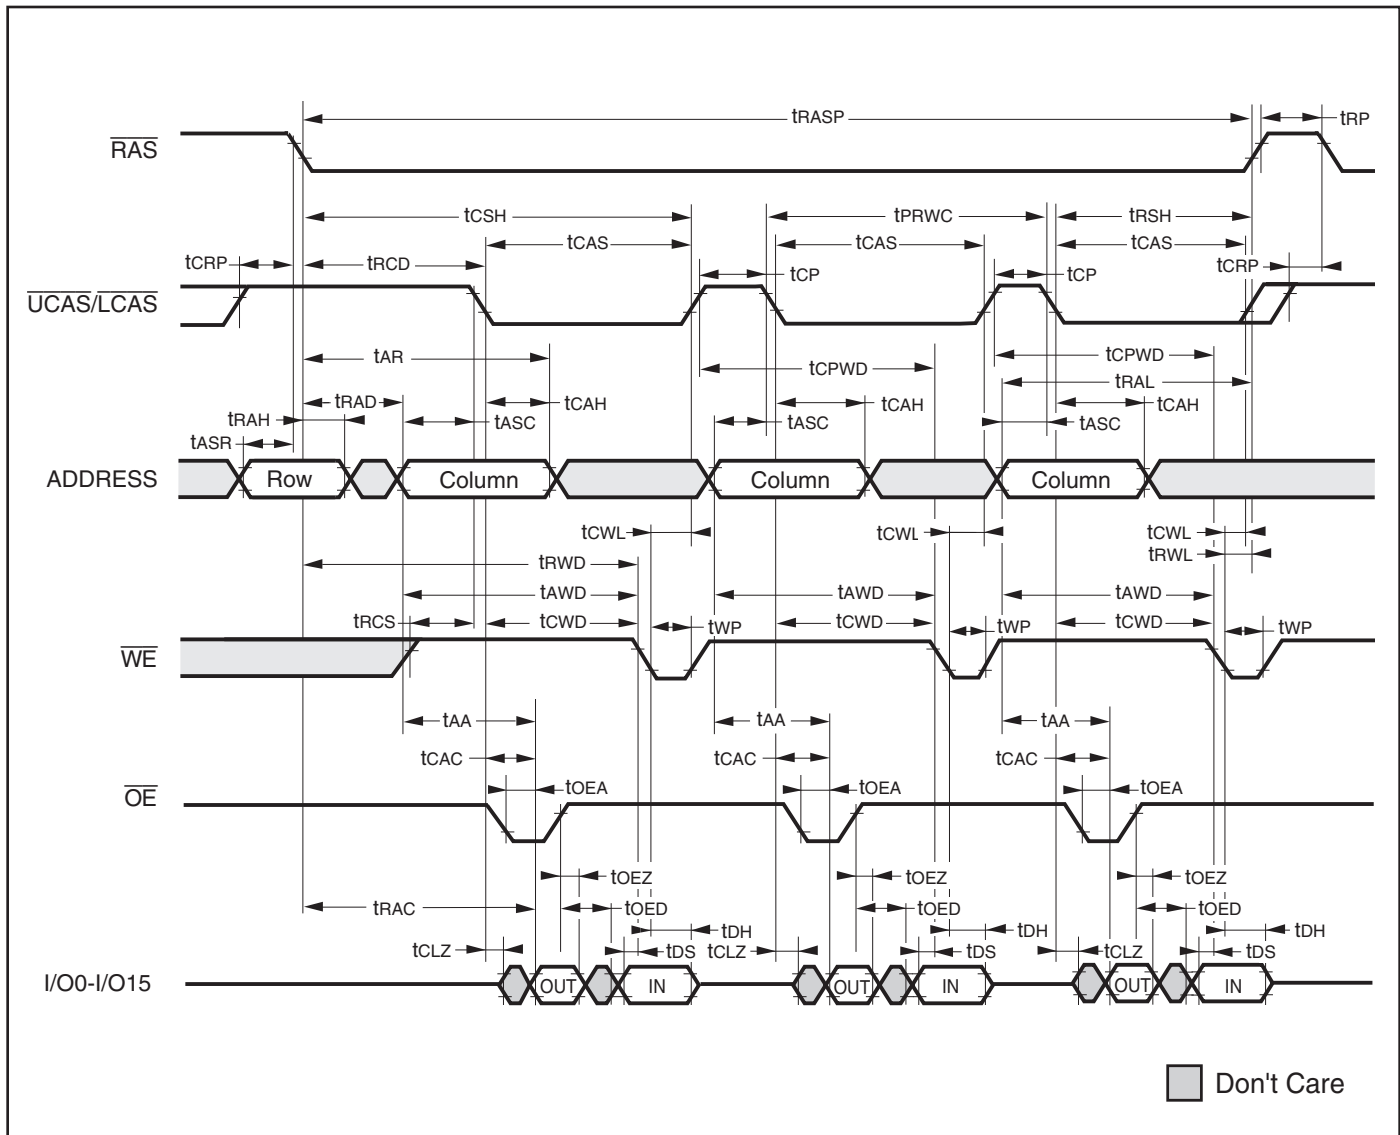 tRASP tRP
RAS
tCSH tPRWC tRSH
tCAS tCAS tCAS
tCRP tRCD tCP tCP tCRP
UCAS/LCAS
tAR tCPWD tCPWD
tRAL
tRAD tCAH tCAH tCAH
tRAH tASC tASC tASC
tASR
ADDRESS Row Column Column Column
tCWL tCWL tCWL
tRWD tRWL
tAWD tAWD tAWD
tRCS tCWD tWP tCWD tWP tCWD tWP
WE
tAA tAA tAA
tCAC tCAC tCAC
tOEA tOEA tOEA
OE
tOEZ tOEZ tOEZ
tRAC tOED tOED tOED
tDH tDH tDH
tCLZ tDS tCLZ tDS tCLZ tDS
I/O0-I/O15 OUT IN OUT IN OUT IN
Don't Care